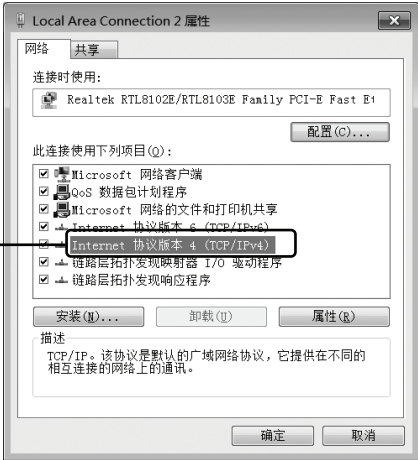 Local Area Connection 2 属性
网络 共享
连接时使用:
Realtek RTL8102E/RTL8103E Family PCI-E Fast Et
配置(C)...
此连接使用下列项目(O):
Microsoft 网络客户端
QoS 数据包计划程序
Microsoft 网络的文件和打印机共享
Internet 协议版本 6 (TCP/IPv6)
Internet 协议版本 4 (TCP/IPv4)
链路层拓扑发现映射器 I/O 驱动程序
链路层拓扑发现响应程序
安装(N)... 卸载(U) 属性(R)
描述
TCP/IP。该协议是默认的广域网络协议，它提供在不同的
相互连接的网络上的通讯。
确定 取消